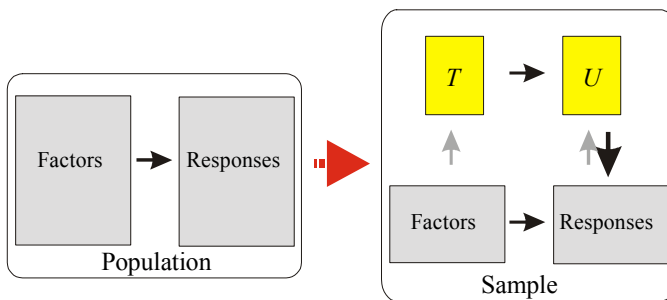 Factors
Responses
Population
T
U
Factors
Responses
Sample